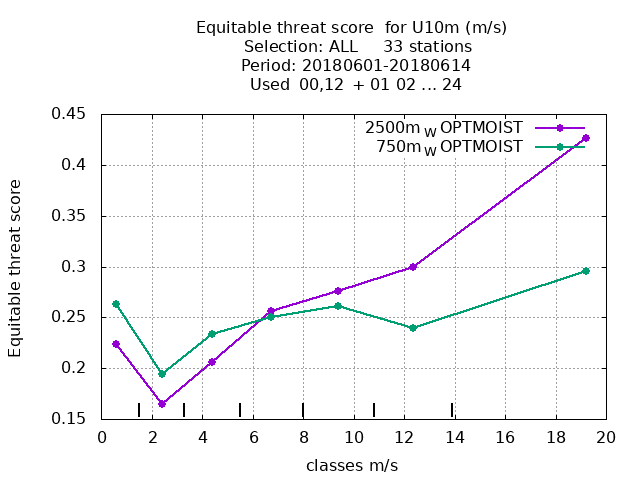 Equitable threat score for U10m (m/s)
Selection: ALL 33 stations
Period: 20180601-20180614
Used 00,12 + 01 02 ... 24
2500m W OPTMOIST
750m W OPTMOIST
Equitable threat score
0.45
0.4
0.35
0.3
0.25
0.2
0.15
0 2 4 6 8 10 12 14 16 18 20
classes m/s